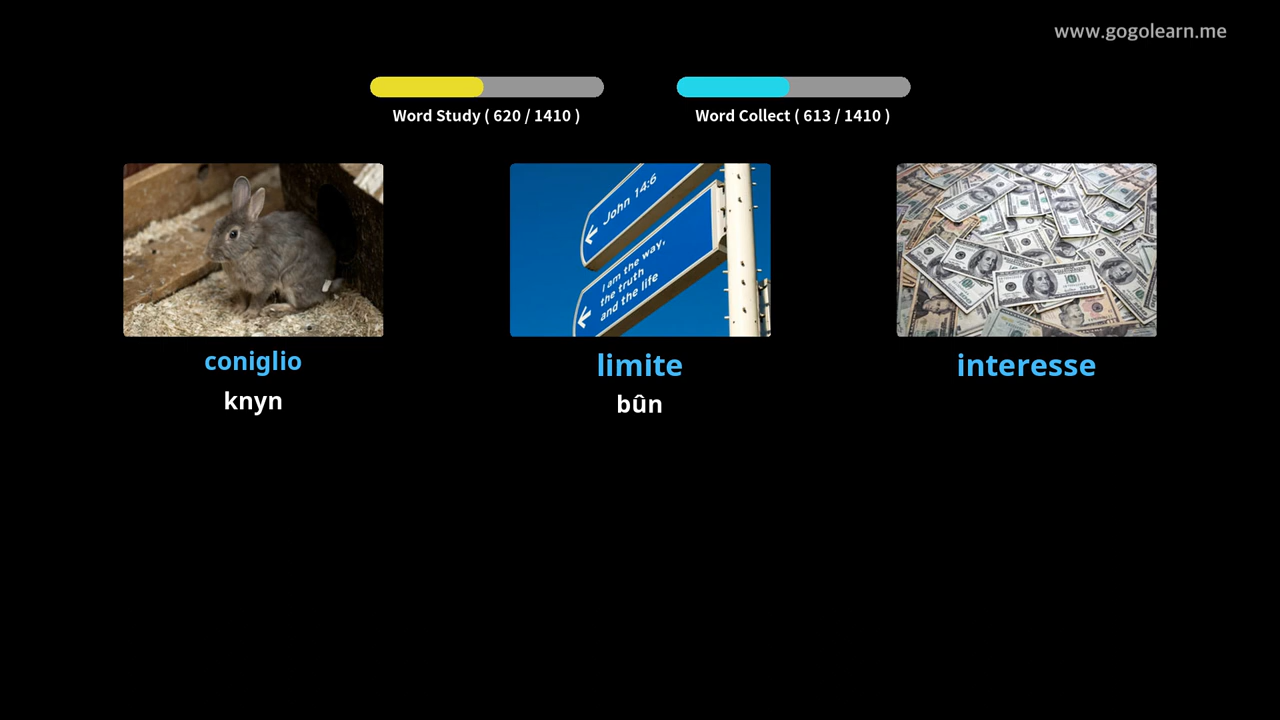 www.gogolearn.me
Word Study ( 620 / 1410 )
Word Collect ( 613 / 1410 )
John 14:6
I am the way,
the truth
and the life
coniglio
limite
interesse
knyn
bûn